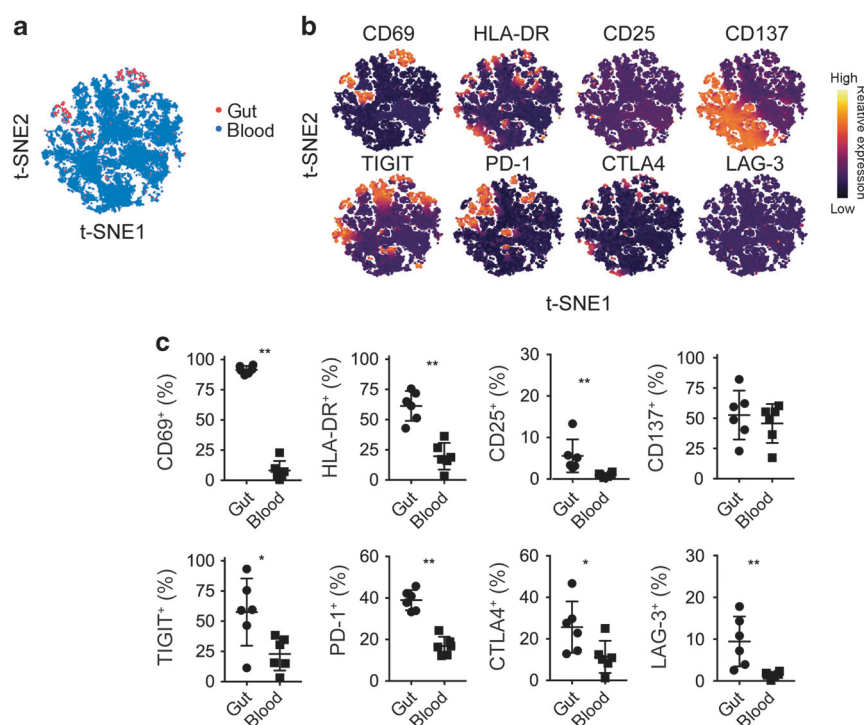 a
t-SNE2
t-SNE1
Gut
Blood
b
CD69
HLA-DR
CD25
CD137
t-SNE2
TIGIT
PD-1
CTLA4
LAG-3
t-SNE1
High
Relative expression
Low
c
CD69⁺ (%)
100
75
50
25
0
**
Gut
Blood
HLA-DR⁺ (%)
100
75
50
25
0
**
Gut
Blood
CD25⁺ (%)
30
20
10
5
0
**
Gut
Blood
CD137⁺ (%)
100
75
50
25
0
Gut
Blood
TIGIT⁺ (%)
100
75
50
25
0
*
Gut
Blood
PD-1⁺ (%)
60
40
20
0
**
Gut
Blood
CTLA4⁺ (%)
60
40
20
0
*
Gut
Blood
LAG-3⁺ (%)
30
20
10
0
**
Gut
Blood